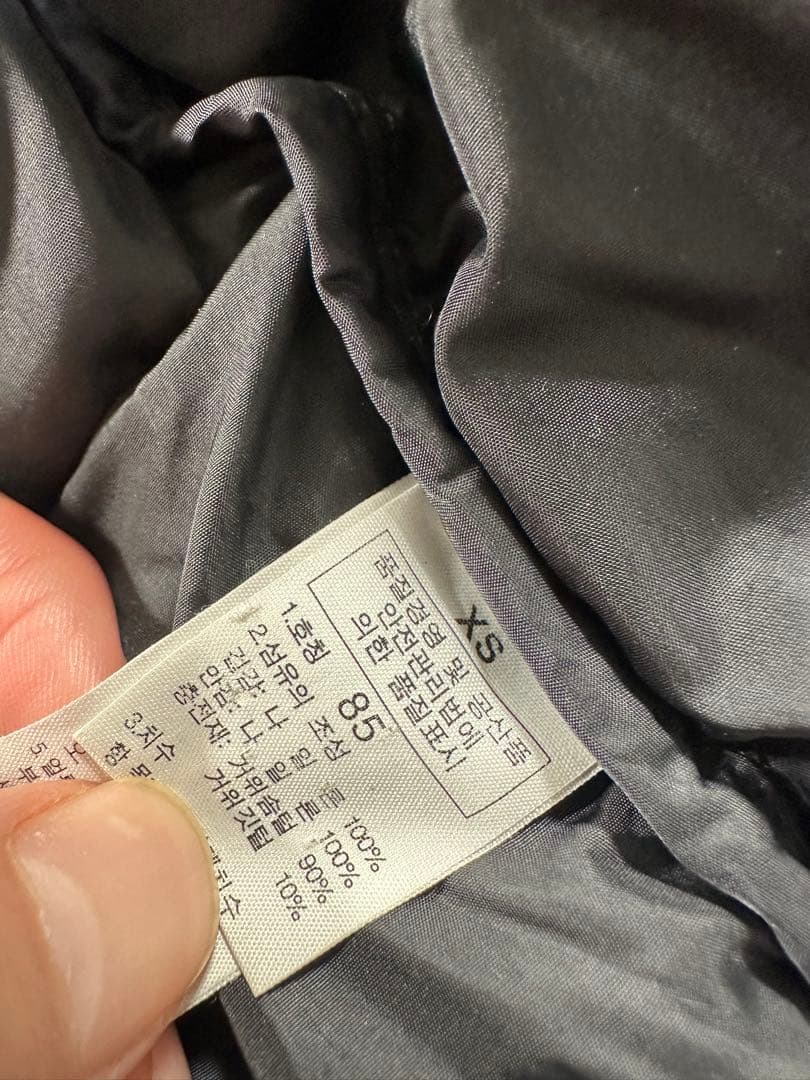 XS
품질경영 및 공산품
안전관리법에
의한 품질표시
1.호칭 85
2.섬유의 조성
겉감: 나일론 100%
안감: 나일론 100%
충전재: 거위솜털 90%
거위깃털 10%
3.치수
항목